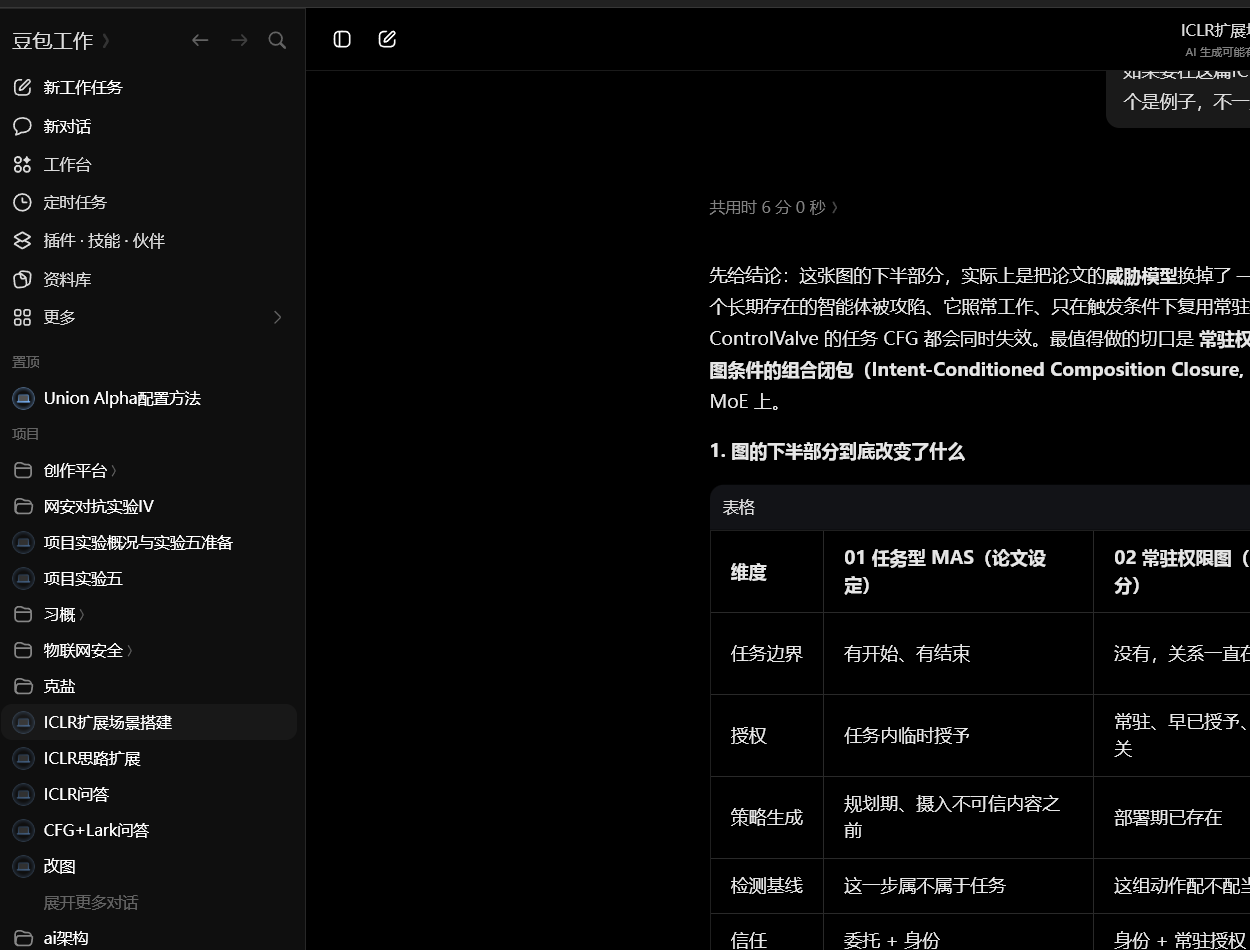 豆包工作
新工作任务
新对话
工作台
定时任务
插件 · 技能 · 伙伴
资料库
更多
置顶
Union Alpha配置方法
项目
创作平台
网安对抗实验IV
项目实验概况与实验五准备
项目实验五
习概
物联网安全
克盐
ICLR扩展场景搭建
ICLR思路扩展
ICLR问答
CFG+Lark问答
改图
展开更多对话
ai架构
ICLR扩展场
AI 生成可能有
如果要在这篇IC
个是例子，不一
共用时 6 分 0 秒
先给结论：这张图的下半部分，实际上是把论文的威胁模型换掉了 —
个长期存在的智能体被攻陷、它照常工作、只在触发条件下复用常驻
ControlValve 的任务 CFG 都会同时失效。最值得做的切口是 常驻权
图条件的组合闭包（Intent-Conditioned Composition Closure,
MoE 上。
1. 图的下半部分到底改变了什么
表格
维度
01 任务型 MAS（论文设
定）
02 常驻权限图（
分）
任务边界
有开始、有结束
没有，关系一直在
授权
任务内临时授予
常驻、早已授予、
关
策略生成
规划期、摄入不可信内容之
前
部署期已存在
检测基线
这一步属不属于任务
这组动作配不配当
信任
委托 + 身份
身份 + 常驻授权